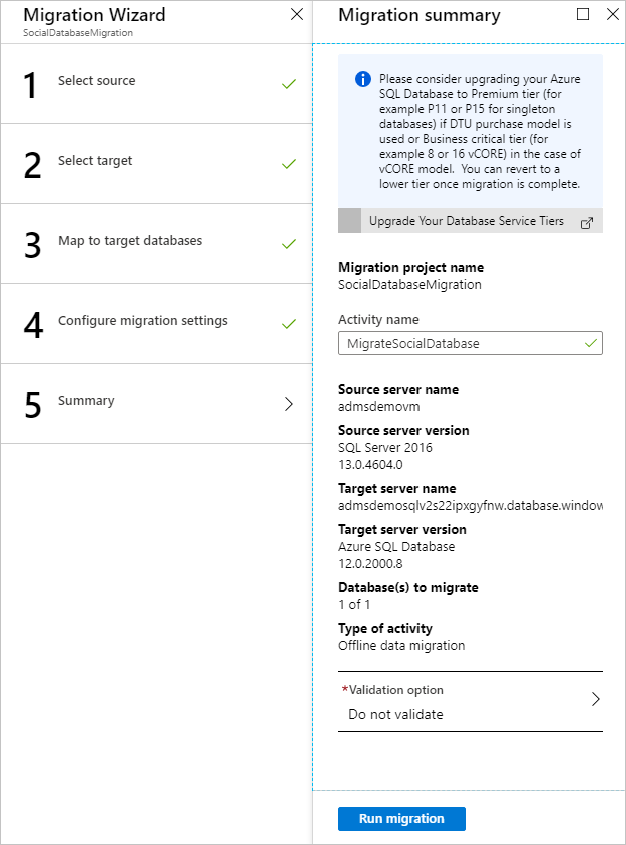 Migration Wizard
SocialDatabaseMigration
1 Select source
2 Select target
3 Map to target databases
4 Configure migration settings
5 Summary
Migration summary
Please consider upgrading your Azure
SQL Database to Premium tier (for
example P11 or P15 for singleton
databases) if DTU purchase model is
used or Business critical tier (for
example 8 or 16 vCORE) in the case of
vCORE model. You can revert to a
lower tier once migration is complete.
Upgrade Your Database Service Tiers
Migration project name
SocialDatabaseMigration
Activity name
MigrateSocialDatabase
Source server name
admsdemovm
Source server version
SQL Server 2016
13.0.4604.0
Target server name
admsdemosqlv2s22ipxgyfnw.database.window
Target server version
Azure SQL Database
12.0.2000.8
Database(s) to migrate
1 of 1
Type of activity
Offline data migration
*Validation option
Do not validate
Run migration